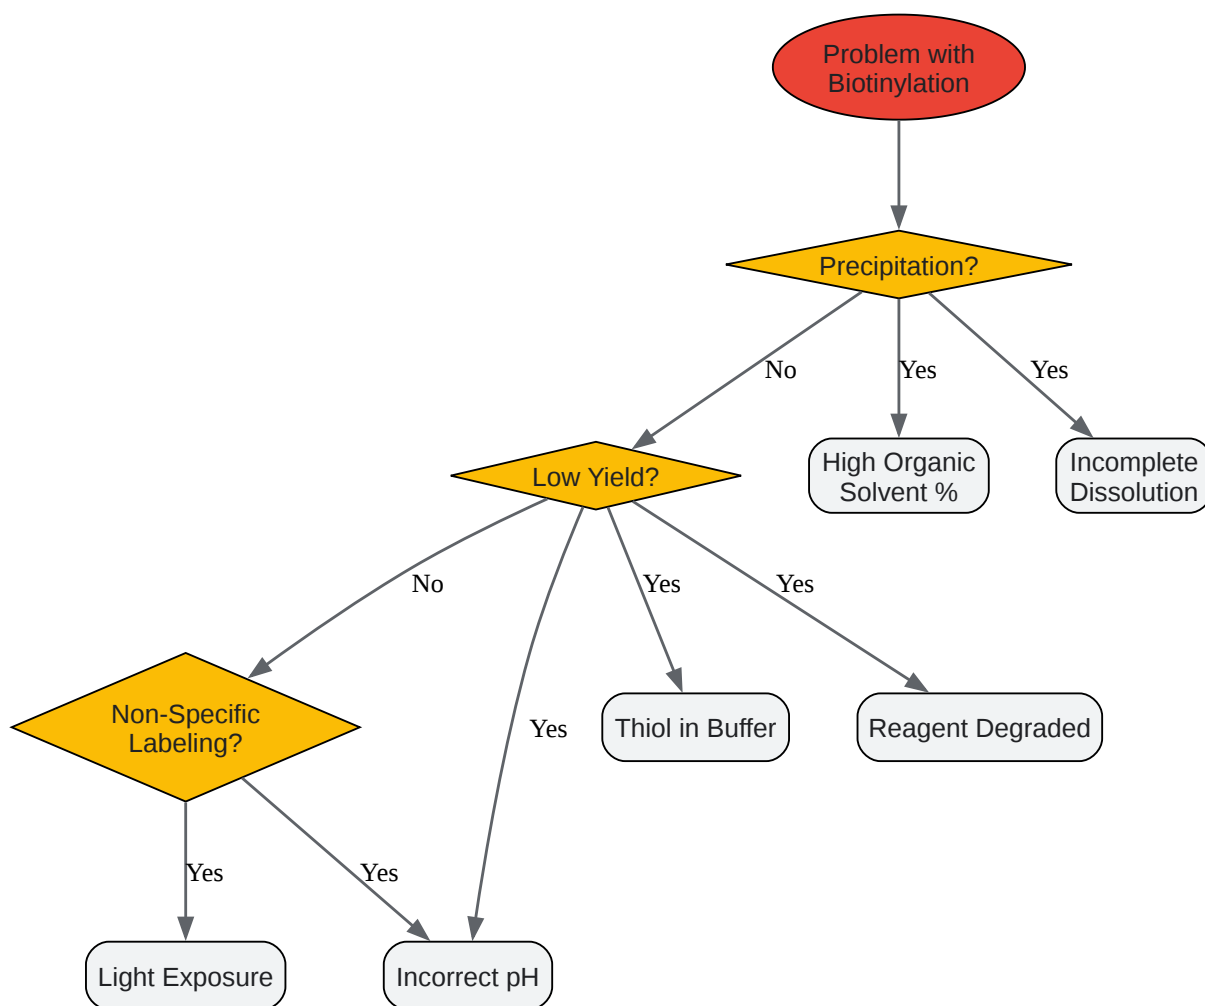 Problem with
Biotinylation
Precipitation?
No
Yes
Yes
Low Yield?
High Organic
Solvent %
Incomplete
Dissolution
No
Yes
Yes
Yes
Non-Specific
Labeling?
Thiol in Buffer
Reagent Degraded
Yes
Yes
Light Exposure
Incorrect pH